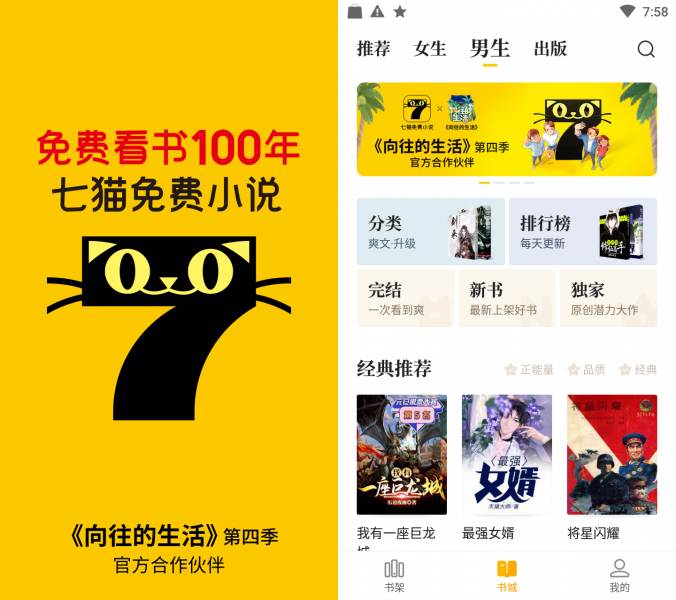 免费看书100年
七猫免费小说
《向往的生活》第四季
官方合作伙伴
7:58
推荐 女生 男生 出版
七猫免费小说 × 《向往的生活》
《向往的生活》第四季
官方合作伙伴
分类
爽文·升级
剑来
排行榜
每天更新
完结
一次看到爽
新书
最新上架好书
独家
原创潜力大作
经典推荐
正能量 品质 经典
第5名
我有
一座巨龙城
〈最强〉
女婿
将星闪耀
我有一座巨龙
城
最强女婿
将星闪耀
书架 书城 我的